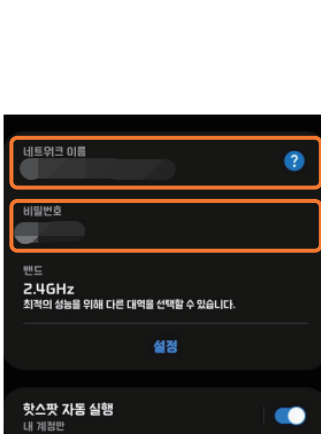 네트워크 이름
?
비밀번호
밴드
2.4GHz
최적의 성능을 위해 다른 대역을 선택할 수 있습니다.
설정
핫스팟 자동 실행
내 계정만